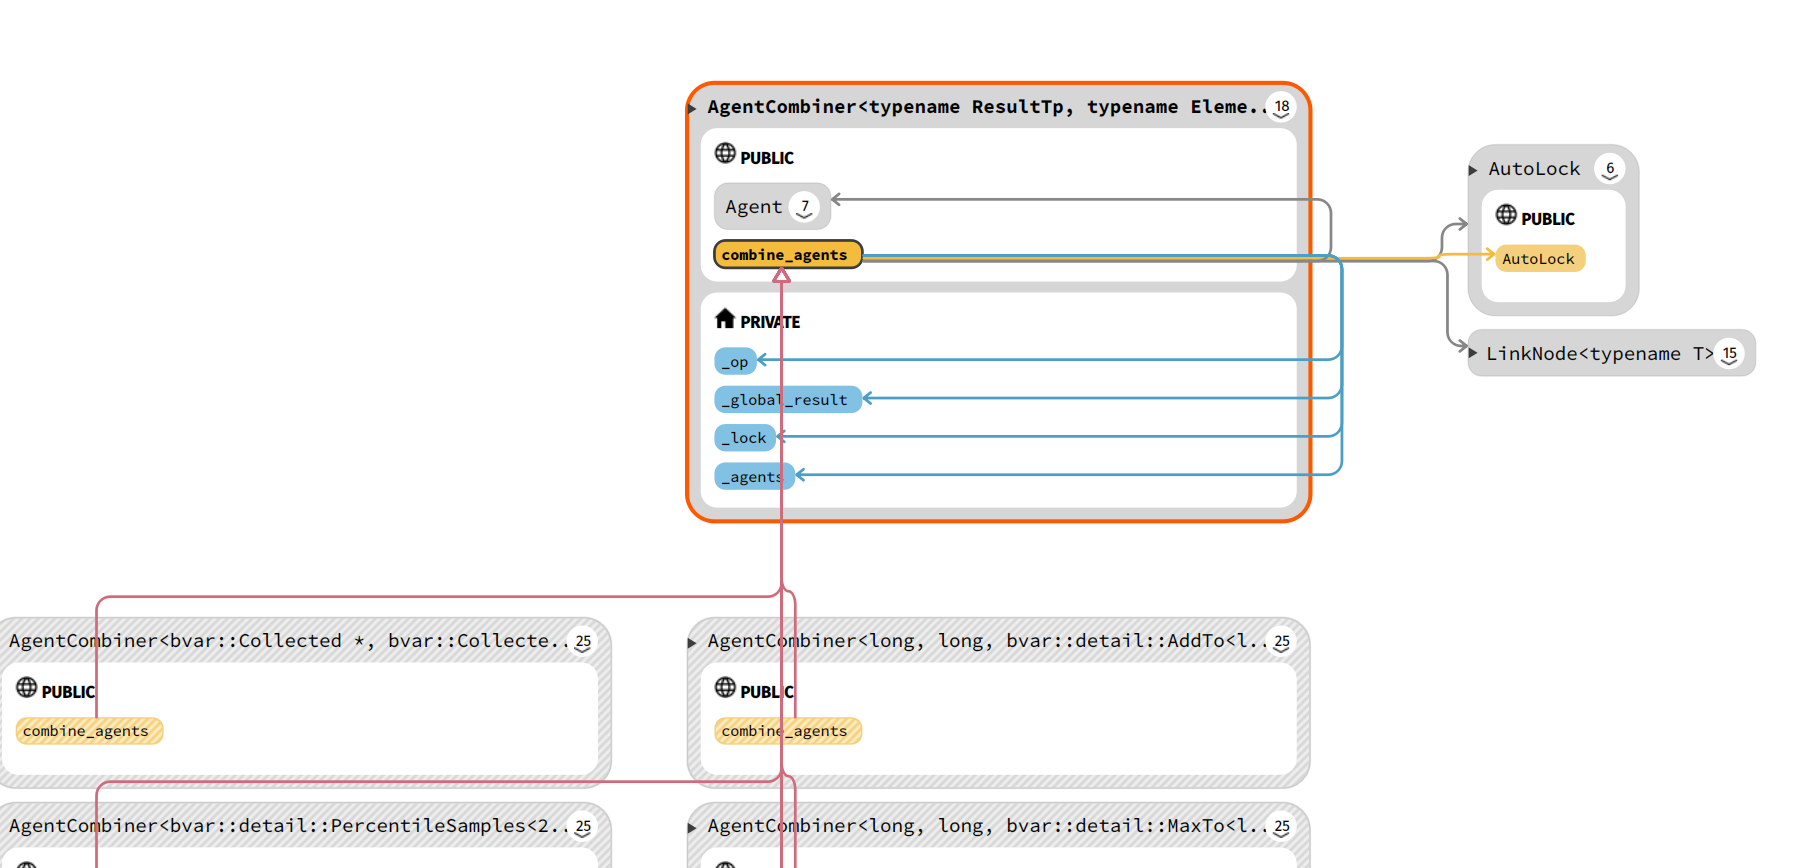 AgentCombiner<typename ResultTp, typename Eleme.. 18
PUBLIC
Agent 7
combine_agents
PRIVATE
_op
_global_result
_lock
_agents
AutoLock 6
PUBLIC
AutoLock
LinkNode<typename T> 15
AgentCombiner<bvar::Collected *, bvar::Collecte.. 25
PUBLIC
combine_agents
AgentCombiner<long, long, bvar::detail::AddTo<l.. 25
PUBLIC
combine_agents
AgentCombiner<bvar::detail::PercentileSamples<2.. 25
AgentCombiner<long, long, bvar::detail::MaxTo<l.. 25